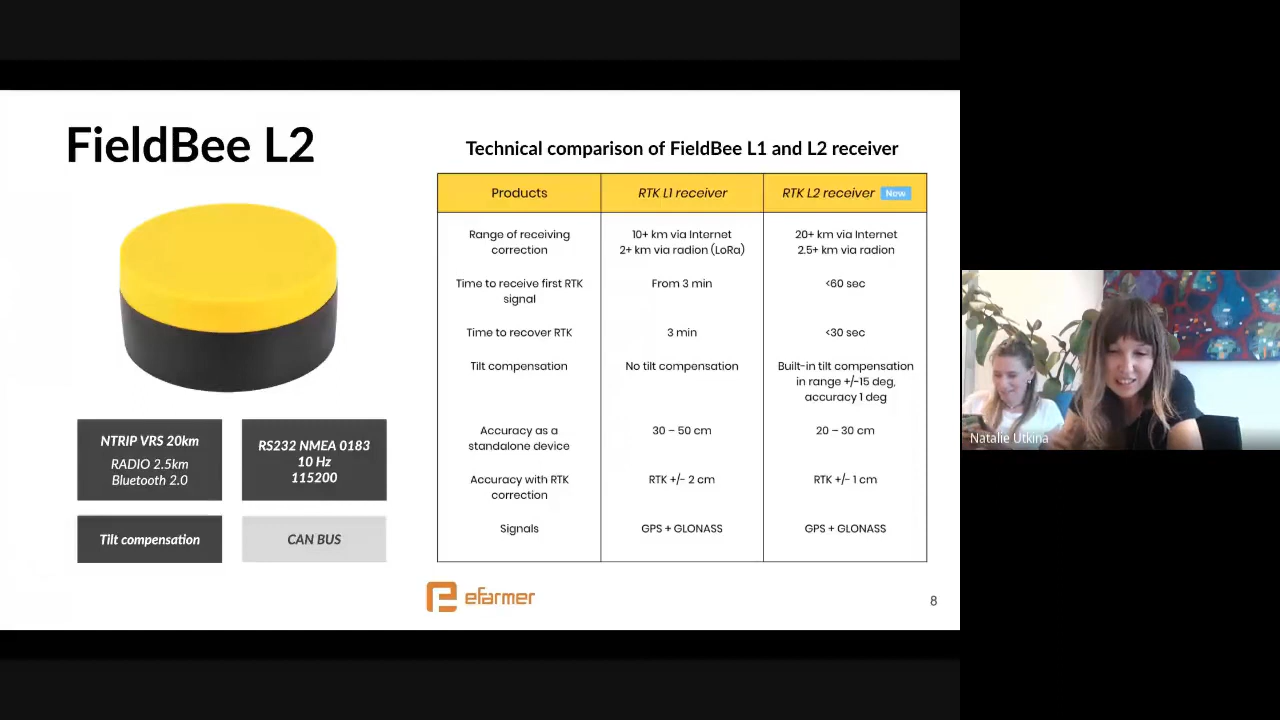 FieldBee L2
NTRIP VRS 20km
RADIO 2.5km
Bluetooth 2.0
RS232 NMEA 0183
10 Hz
115200
Tilt compensation
CAN BUS
Technical comparison of FieldBee L1 and L2 receiver
Products
RTK L1 receiver
RTK L2 receiver New
Range of receiving
correction
10+ km via Internet
2+ km via radion (LoRa)
20+ km via Internet
2.5+ km via radion
Time to receive first RTK
signal
From 3 min
<60 sec
Time to recover RTK
3 min
<30 sec
Tilt compensation
No tilt compensation
Built-in tilt compensation
in range +/-15 deg,
accuracy 1 deg
Accuracy as a
standalone device
30 – 50 cm
20 – 30 cm
Accuracy with RTK
correction
RTK +/- 2 cm
RTK +/- 1 cm
Signals
GPS + GLONASS
GPS + GLONASS
efarmer
8
Natalie Utkina